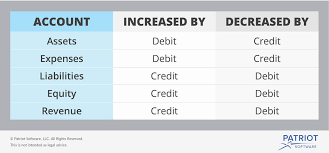 ACCOUNT INCREASED BY DECREASED BY
Assets Debit Credit
Expenses Debit Credit
Liabilities Credit Debit
Equity Credit Debit
Revenue Credit Debit
© Patriot Software, LLC. All Rights Reserved.
This is not intended as legal advice.
PATRIOT
SOFTWARE